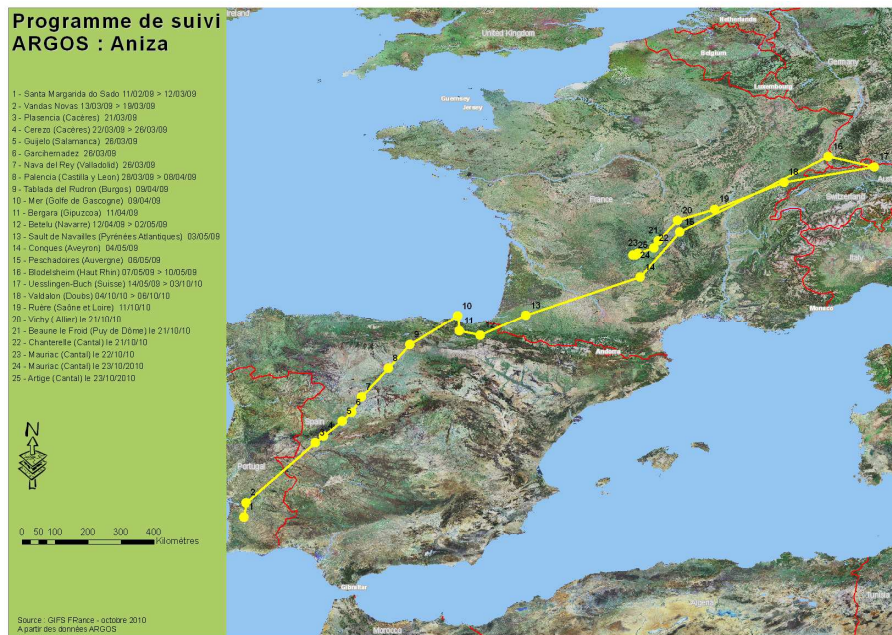 Programme de suivi
ARGOS : Aniza
1 - Santa Marganda do Sado 11/02/09 > 12/03/09
2 - Vandas Novas 13/03/09 > 19/03/09
3 - Plasencia (Cacéres) 21/03/09
4 - Cerezo (Cacéres) 22/03/09 > 26/03/09
5 - Guijelo (Salamanca) 26/03/09
6 - Garcihernadez 26/03/09
7 - Nava del Rey (Valladolid) 26/03/09
8 - Palencia (Castilla y Leon) 28/03/09 > 08/04/09
9 - Tablada del Rudron (Burgos) 09/04/09
10 - Mer (Golfe de Gascogne) 09/04/09
11 - Bergara (Gipuzcoa) 11/04/09
12 - Betelu (Navarre) 12/04/09 > 02/05/09
13 - Sault de Navailles (Pyrénées Atlantiques) 03/05/09
14 - Conques (Aveyron) 04/05/09
15 - Peschadoires (Auvergne) 06/05/09
16 - Blodelsheim (Haut Rhin) 07/05/09 > 10/05/09
17 - Uesslingen-Buch (Suisse) 14/05/09 > 03/10/10
18 - Valdalon (Doubs) 04/10/10 > 06/10/10
19 - Ruère (Saône et Loire) 11/10/10
20 - Vichy (Allier) le 21/10/10
21 - Beaune le Froid (Puy de Dôme) le 21/10/10
22 - Chanterelle (Cantal) le 21/10/10
23 - Mauriac (Cantal) le 22/10/10
24 - Mauriac (Cantal) le 23/10/2010
25 - Artige (Cantal) le 23/10/2010
N
0 50 100 200 300 400
Kilométres
Source : GIFS FRance - octobre 2010
A partir des données ARGOS
Ireland
United Kingdom
Netherlands
Belgium
Germany
Luxembourg
Guernsey
Jersey
France
Switzerland
Italy
Monaco
Andorra
Spain
Portugal
Gibraltar
Morocco
Algeria
Tunisia
1
2
3
4
5
6
7
8
9
10
11
12
13
14
15
16
17
18
19
20
21
22
23
24
25